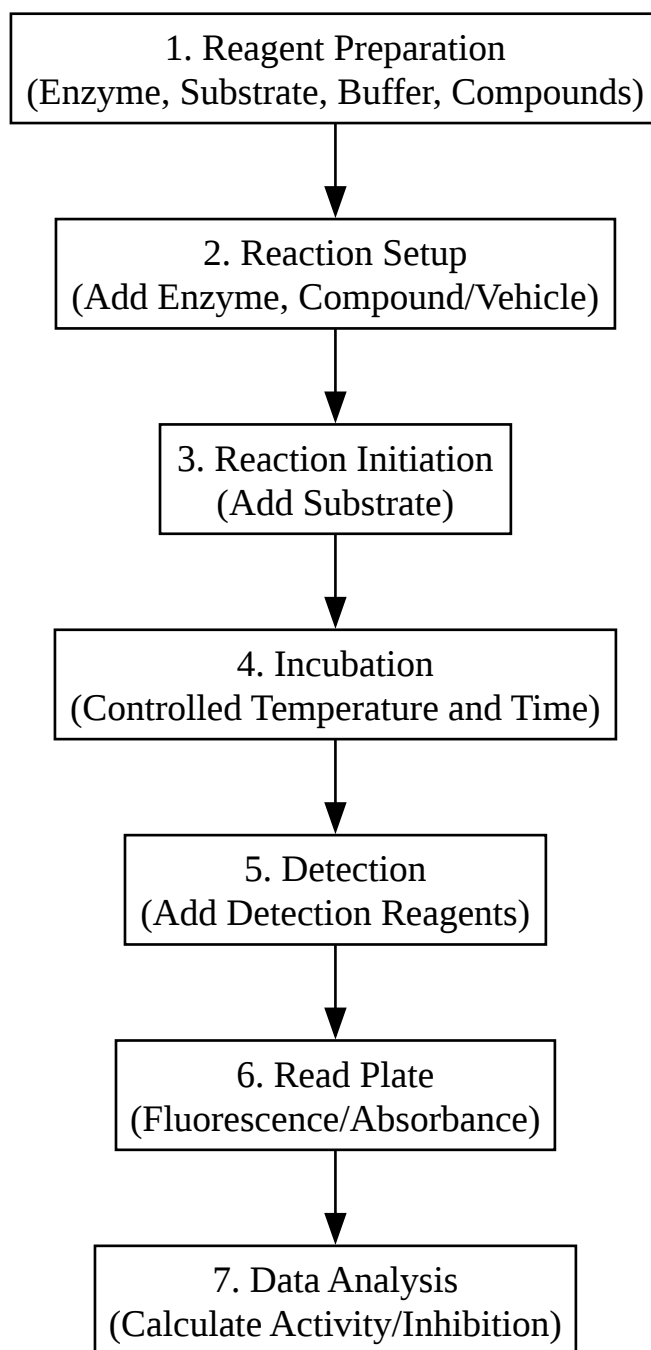 1. Reagent Preparation
(Enzyme, Substrate, Buffer, Compounds)
2. Reaction Setup
(Add Enzyme, Compound/Vehicle)
3. Reaction Initiation
(Add Substrate)
4. Incubation
(Controlled Temperature and Time)
5. Detection
(Add Detection Reagents)
6. Read Plate
(Fluorescence/Absorbance)
7. Data Analysis
(Calculate Activity/Inhibition)